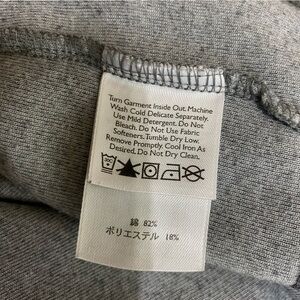 Turn Garment Inside Out. Machine
Wash Cold Delicate Separately.
Use Mild Detergent. Do Not
Bleach. Do Not Use Fabric
Softeners. Tumble Dry Low,
Remove Promptly. Cool Iron As
Desired. Do Not Dry Clean.
綿 82%
ポリエステル 18%